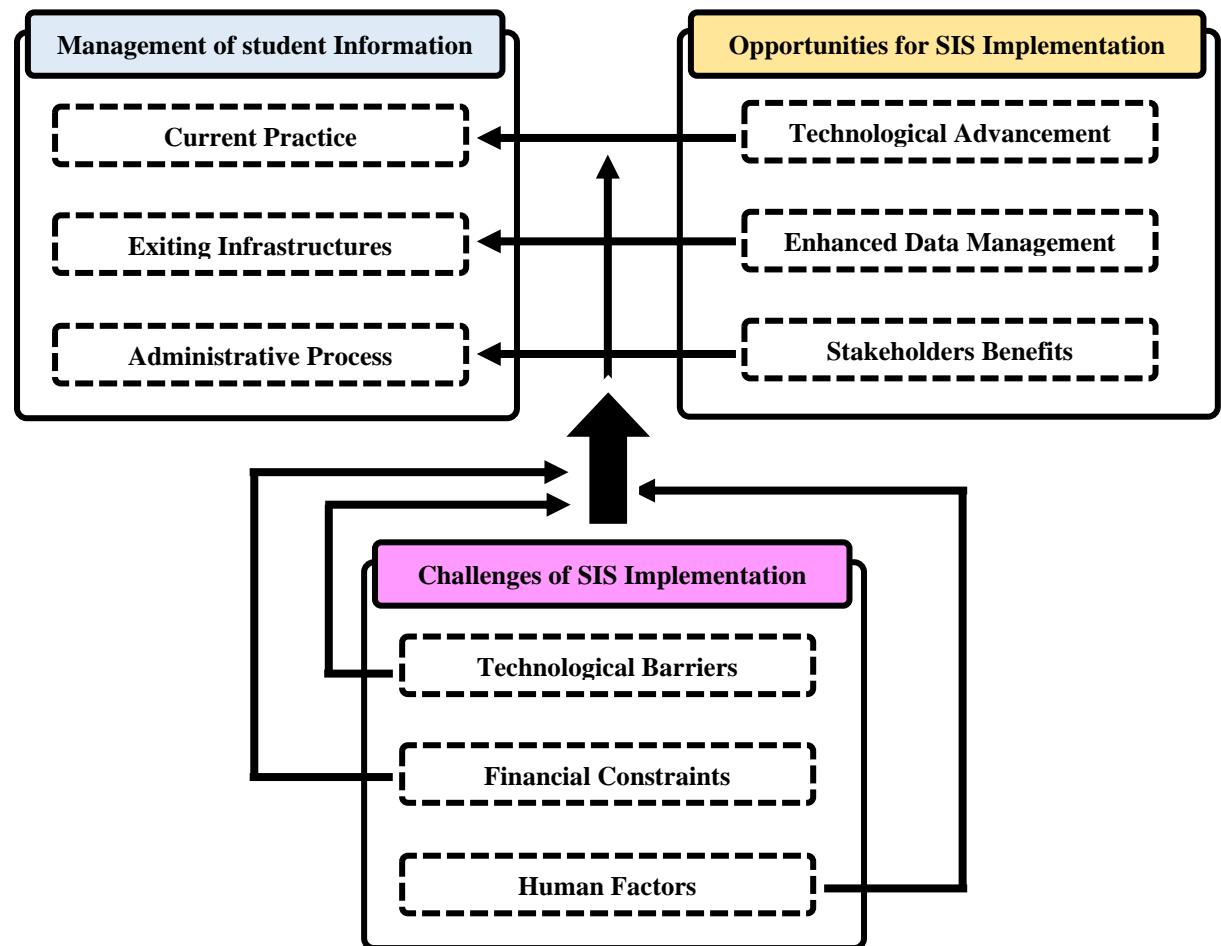 Management of student Information
Current Practice
Exiting Infrastructures
Administrative Process
Opportunities for SIS Implementation
Technological Advancement
Enhanced Data Management
Stakeholders Benefits
Challenges of SIS Implementation
Technological Barriers
Financial Constraints
Human Factors